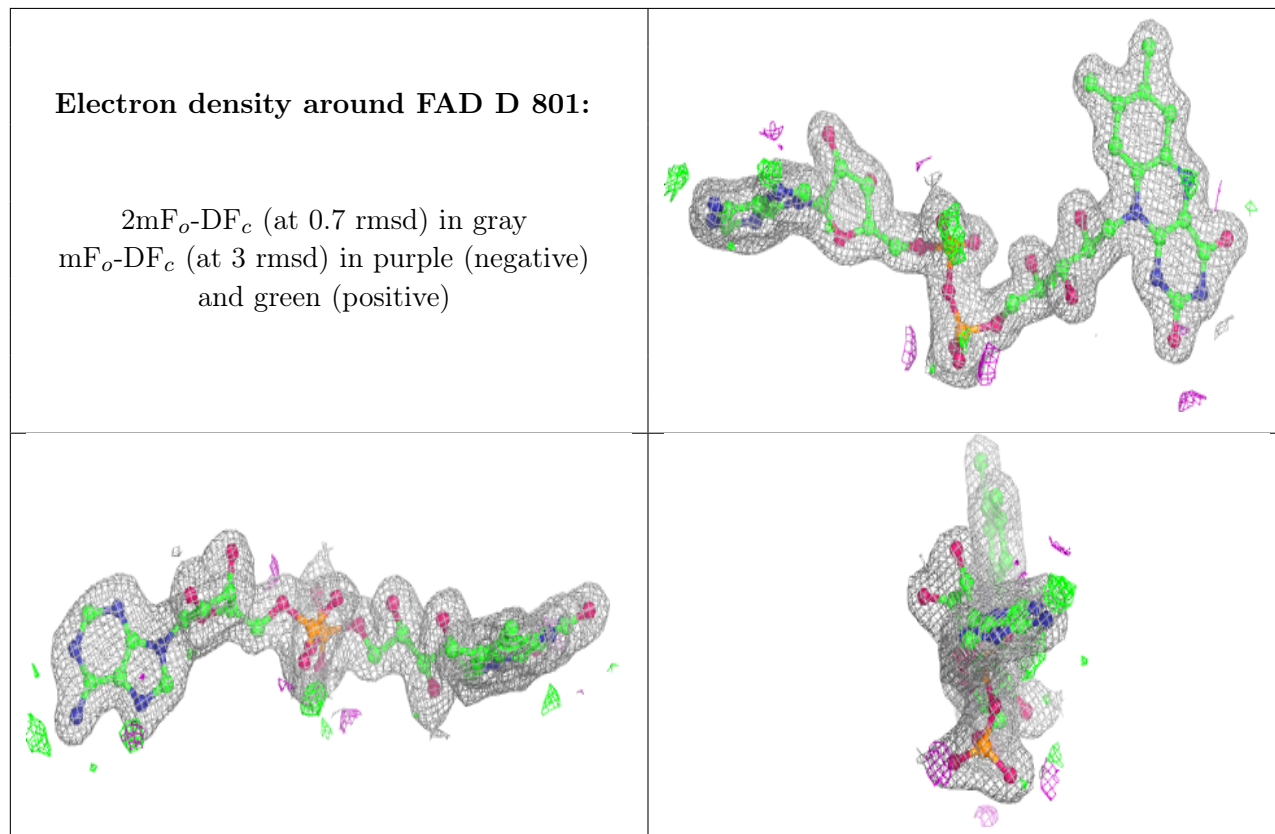 Electron density around FAD D 801:
2mFo-DFc (at 0.7 rmsd) in gray
mFo-DFc (at 3 rmsd) in purple (negative)
and green (positive)